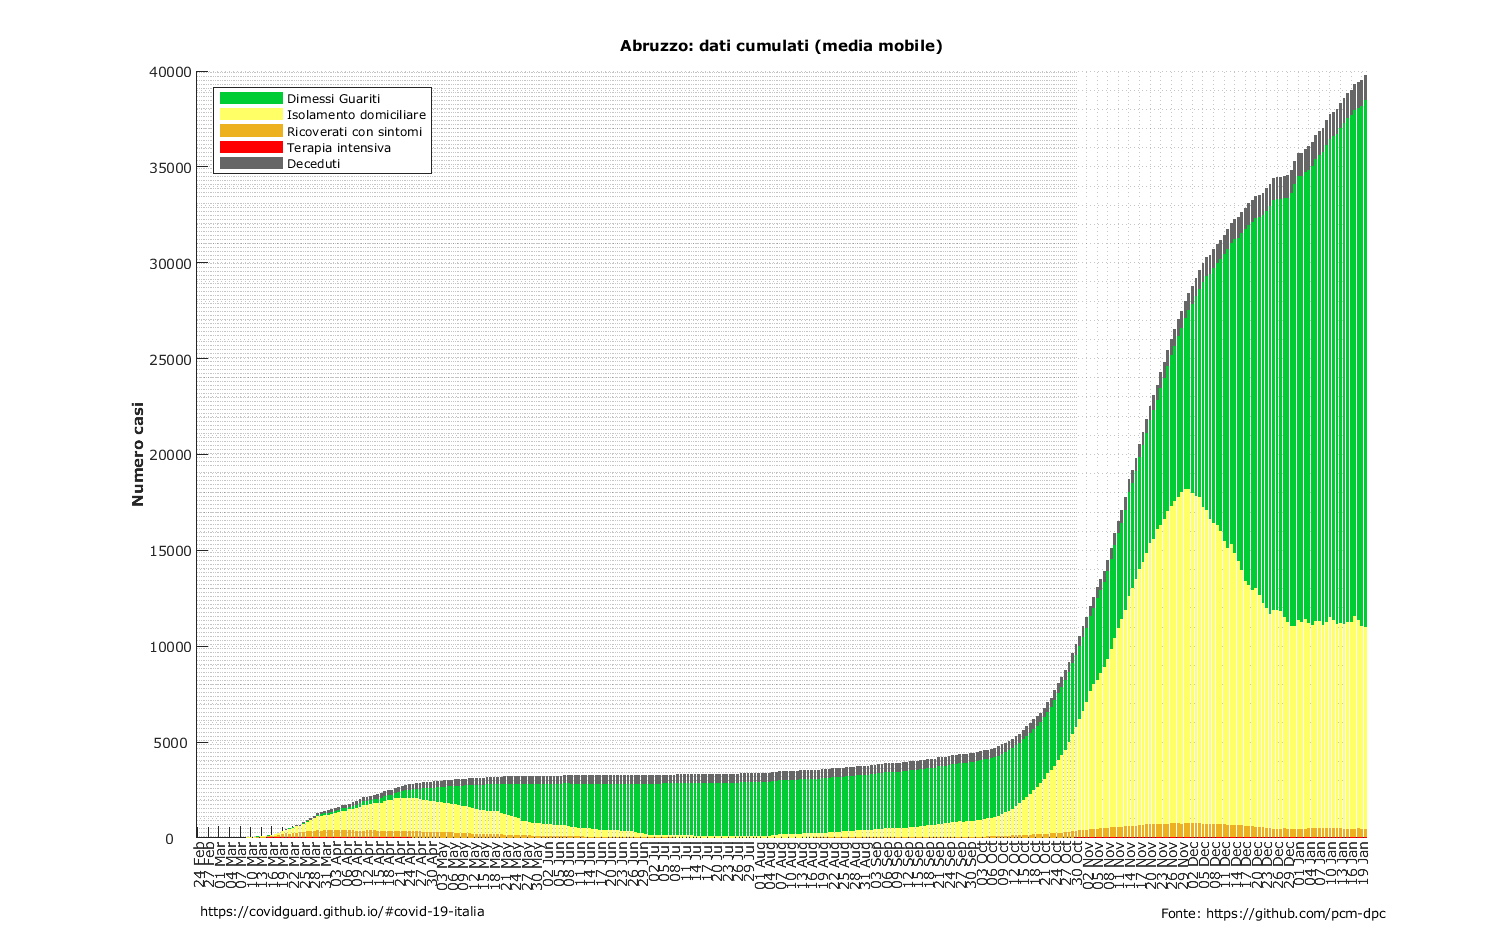 Abruzzo: dati cumulati (media mobile)
40000
35000
30000
25000
20000
15000
10000
5000
0
Numero casi
Dimessi Guariti
Isolamento domiciliare
Ricoverati con sintomi
Terapia intensiva
Deceduti
24 Feb
27 Feb
01 Mar
04 Mar
07 Mar
10 Mar
13 Mar
16 Mar
19 Mar
22 Mar
25 Mar
28 Mar
31 Mar
03 Apr
06 Apr
09 Apr
12 Apr
15 Apr
18 Apr
21 Apr
24 Apr
27 Apr
30 Apr
03 May
06 May
09 May
12 May
15 May
18 May
21 May
24 May
27 May
30 May
02 Jun
05 Jun
08 Jun
11 Jun
14 Jun
17 Jun
20 Jun
23 Jun
26 Jun
29 Jun
02 Jul
05 Jul
08 Jul
11 Jul
14 Jul
17 Jul
20 Jul
23 Jul
26 Jul
29 Jul
01 Aug
04 Aug
07 Aug
10 Aug
13 Aug
16 Aug
19 Aug
22 Aug
25 Aug
28 Aug
31 Aug
03 Sep
06 Sep
09 Sep
12 Sep
15 Sep
18 Sep
21 Sep
24 Sep
27 Sep
30 Sep
03 Oct
06 Oct
09 Oct
12 Oct
15 Oct
18 Oct
21 Oct
24 Oct
27 Oct
30 Oct
02 Nov
05 Nov
08 Nov
11 Nov
14 Nov
17 Nov
20 Nov
23 Nov
26 Nov
29 Nov
02 Dec
05 Dec
08 Dec
11 Dec
14 Dec
17 Dec
20 Dec
23 Dec
26 Dec
29 Dec
01 Jan
04 Jan
07 Jan
10 Jan
13 Jan
16 Jan
19 Jan
https://covidguard.github.io/#covid-19-italia
Fonte: https://github.com/pcm-dpc